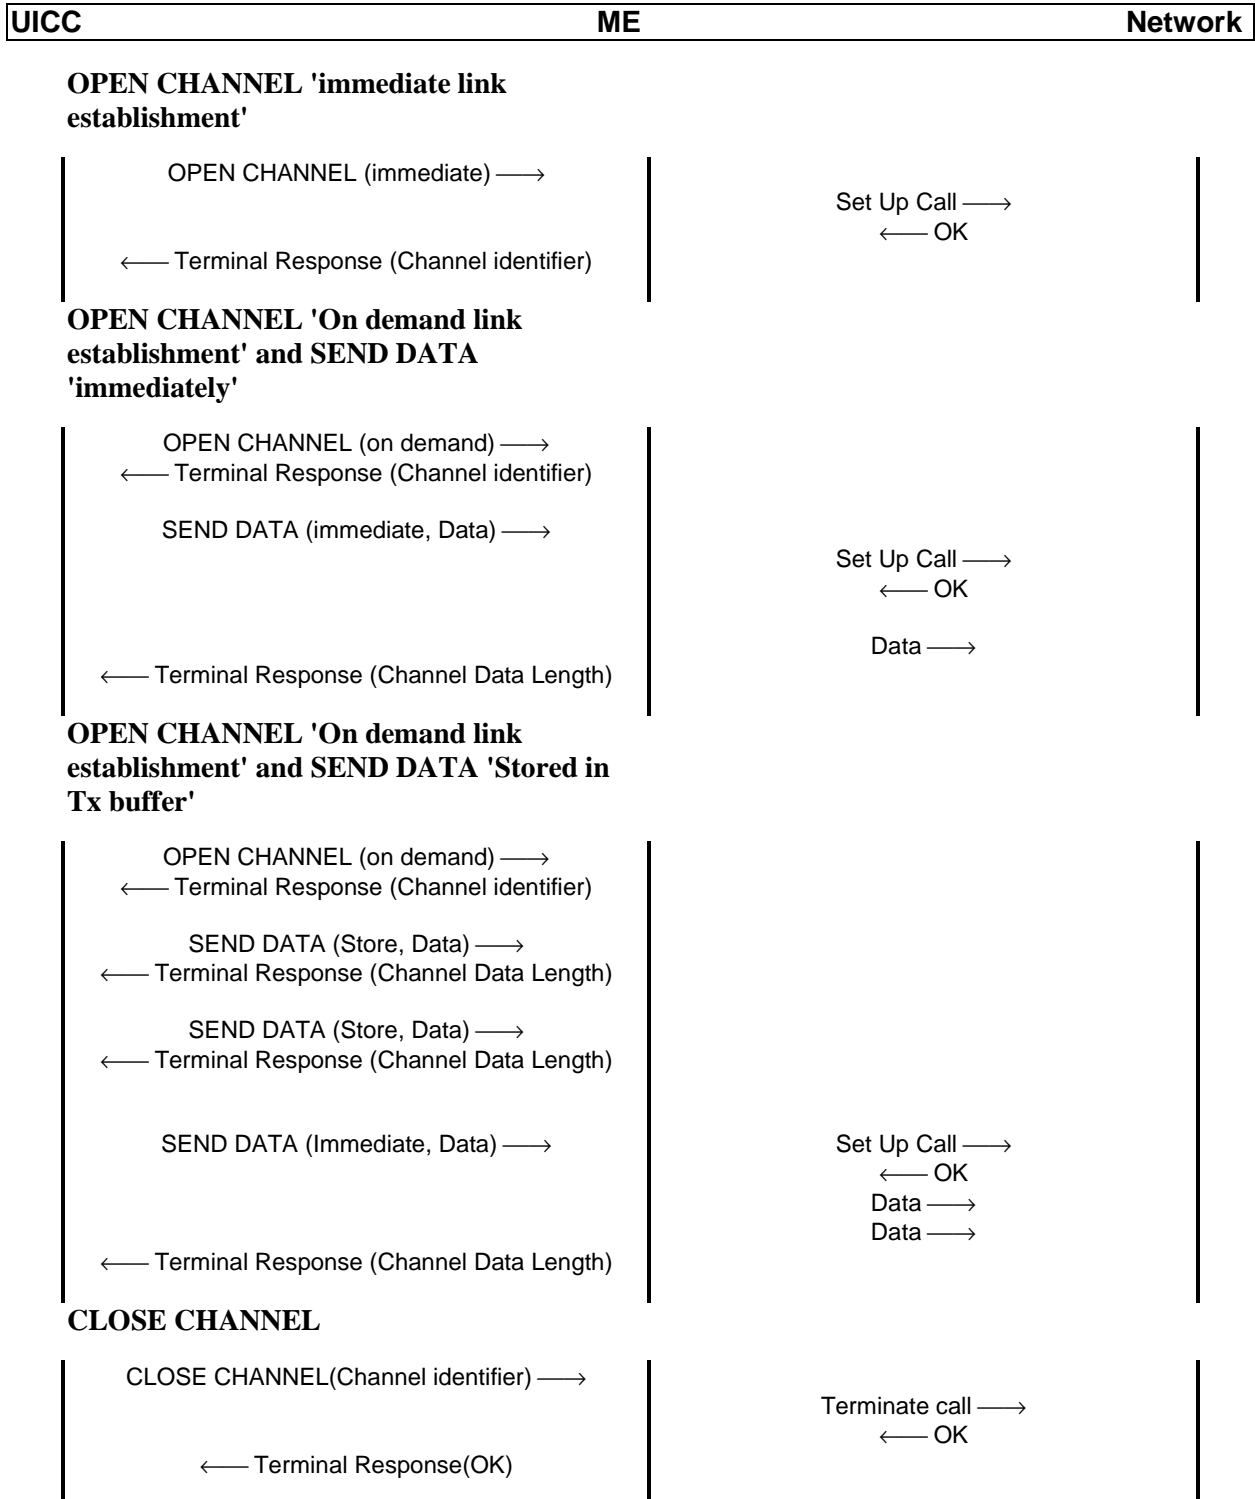 UICC ME Network
OPEN CHANNEL 'immediate link
establishment'
OPEN CHANNEL (immediate) ⟶
Set Up Call ⟶
⟵ OK
⟵ Terminal Response (Channel identifier)
OPEN CHANNEL 'On demand link
establishment' and SEND DATA
'immediately'
OPEN CHANNEL (on demand) ⟶
⟵ Terminal Response (Channel identifier)
SEND DATA (immediate, Data) ⟶
Set Up Call ⟶
⟵ OK
Data ⟶
⟵ Terminal Response (Channel Data Length)
OPEN CHANNEL 'On demand link
establishment' and SEND DATA 'Stored in
Tx buffer'
OPEN CHANNEL (on demand) ⟶
⟵ Terminal Response (Channel identifier)
SEND DATA (Store, Data) ⟶
⟵ Terminal Response (Channel Data Length)
SEND DATA (Store, Data) ⟶
⟵ Terminal Response (Channel Data Length)
SEND DATA (Immediate, Data) ⟶ Set Up Call ⟶
⟵ OK
Data ⟶
Data ⟶
⟵ Terminal Response (Channel Data Length)
CLOSE CHANNEL
CLOSE CHANNEL(Channel identifier) ⟶
Terminate call ⟶
⟵ OK
⟵ Terminal Response(OK)